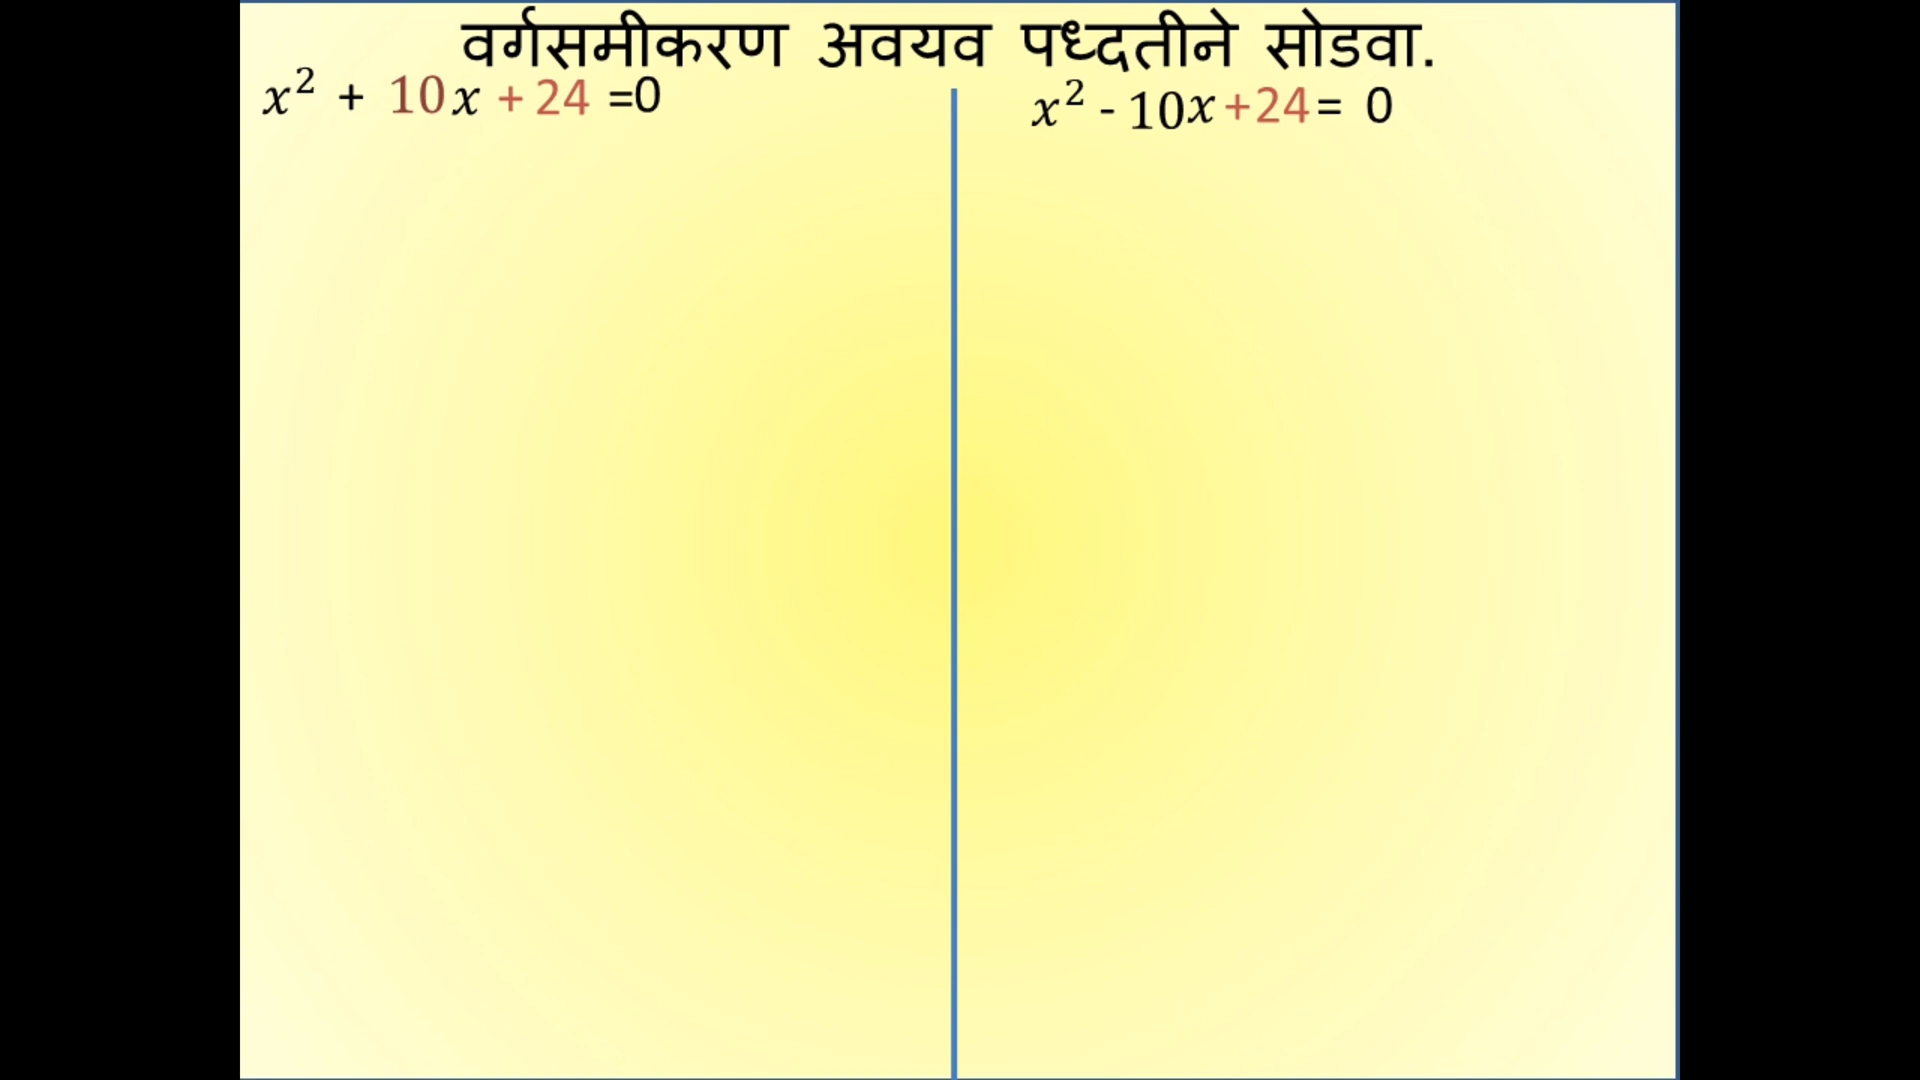 वर्गसमीकरण अवयव पध्दतीने सोडवा.
x² + 10x + 24 =0
x² - 10x +24= 0